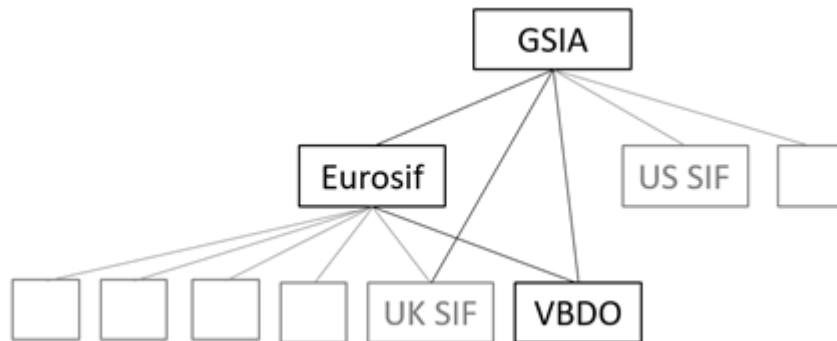 GSIA
Eurosif
US SIF
UK SIF
VBDO